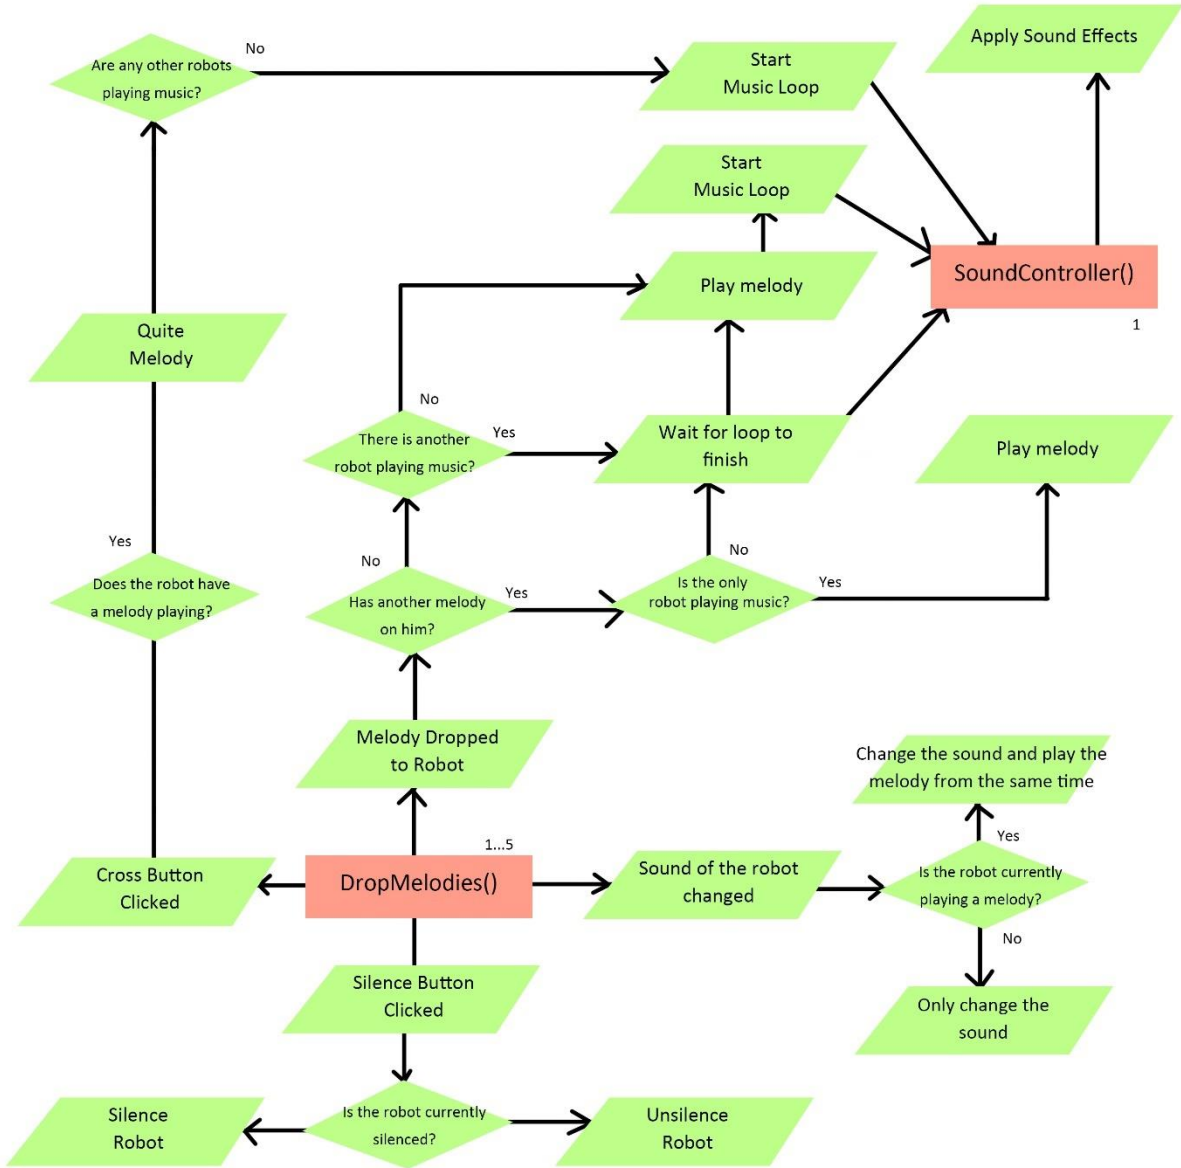 Apply Sound Effects
No
Are any other robots
playing music?
Start
Music Loop
Start
Music Loop
SoundController()
Play melody
1
Quite
Melody
No
There is another
robot playing music?
Yes
Wait for loop to
finish
Play melody
Yes
Does the robot have
a melody playing?
No
Has another melody
on him?
Yes
No
Is the only
robot playing music?
Yes
Melody Dropped
to Robot
Change the sound and play the
melody from the same time
Yes
1...5
Cross Button
Clicked
DropMelodies()
Sound of the robot
changed
Is the robot currently
playing a melody?
No
Silence Button
Clicked
Only change the
sound
Silence
Robot
Is the robot currently
silenced?
Unsilence
Robot